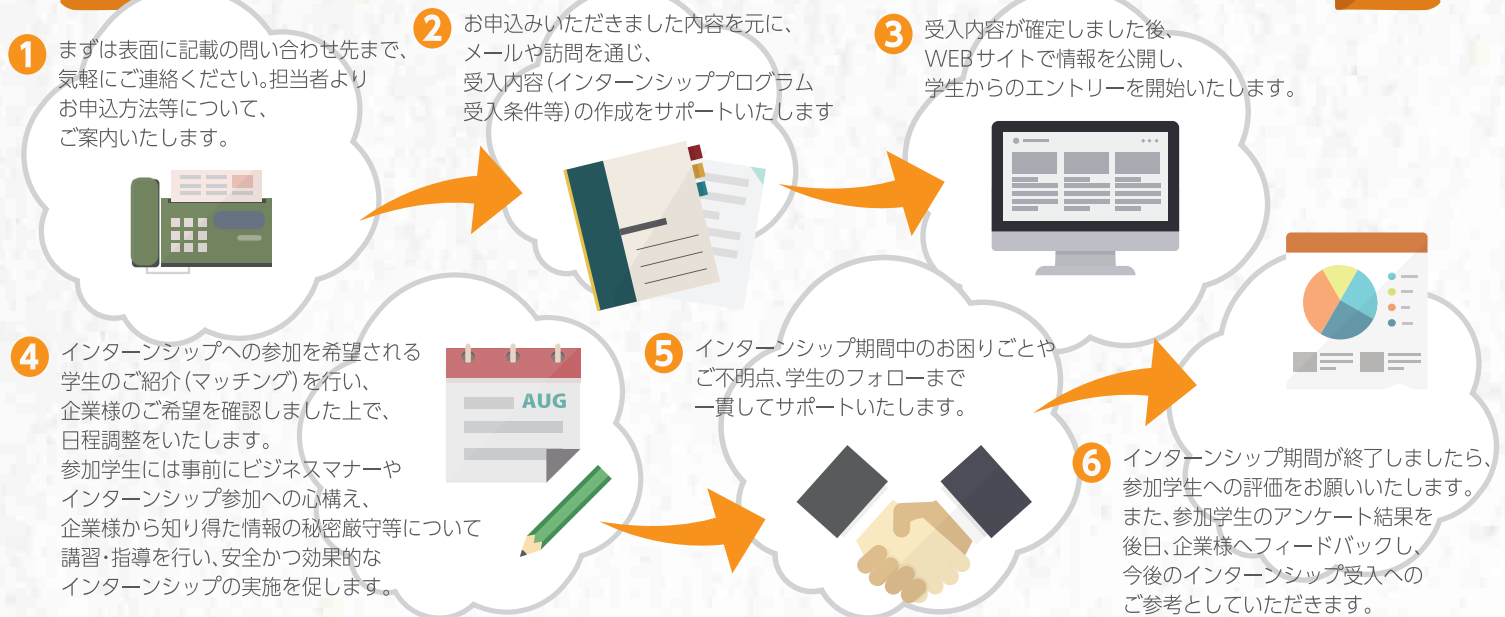 1
まずは表面に記載の問い合わせ先まで、
気軽にご連絡ください。担当者より
お申込方法等について、
ご案内いたします。
2
お申込みいただきました内容を元に、
メールや訪問を通じ、
受入内容(インターンシッププログラム
受入条件等)の作成をサポートいたします
3
受入内容が確定しました後、
WEBサイトで情報を公開し、
学生からのエントリーを開始いたします。
4
インターンシップへの参加を希望される
学生のご紹介(マッチング)を行い、
企業様のご希望を確認しました上で、
日程調整をいたします。
参加学生には事前にビジネスマナーや
インターンシップ参加への心構え、
企業様から知り得た情報の秘密厳守等について
講習・指導を行い、安全かつ効果的な
インターンシップの実施を促します。
AUG
5
インターンシップ期間中のお困りごとや
ご不明点、学生のフォローまで
一貫してサポートいたします。
6
インターンシップ期間が終了しましたら、
参加学生への評価をお願いいたします。
また、参加学生のアンケート結果を
後日、企業様へフィードバックし、
今後のインターンシップ受入への
ご参考としていただきます。